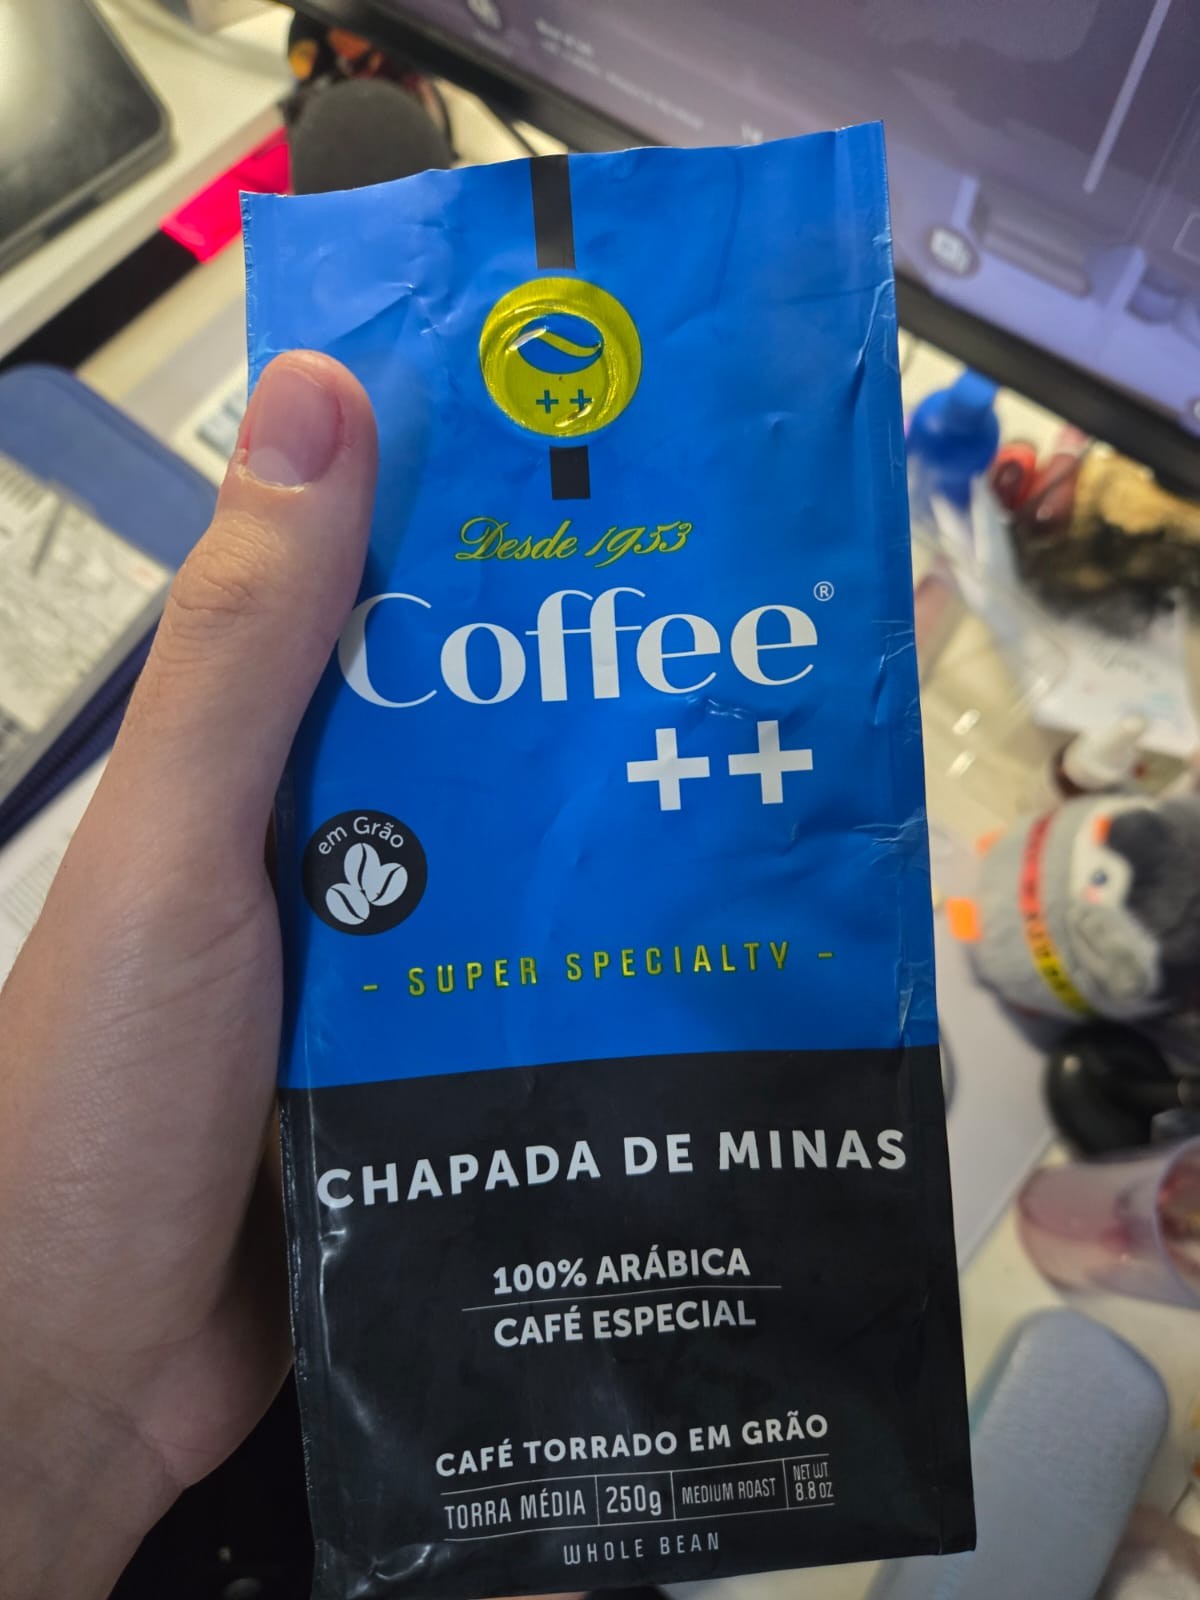 ++
Desde 1953
Coffee®
++
em Grão
- SUPER SPECIALTY -
CHAPADA DE MINAS
100% ARÁBICA
CAFÉ ESPECIAL
CAFÉ TORRADO EM GRÃO
TORRA MÉDIA 250g MEDIUM ROAST NET WT 8.8 OZ
WHOLE BEAN